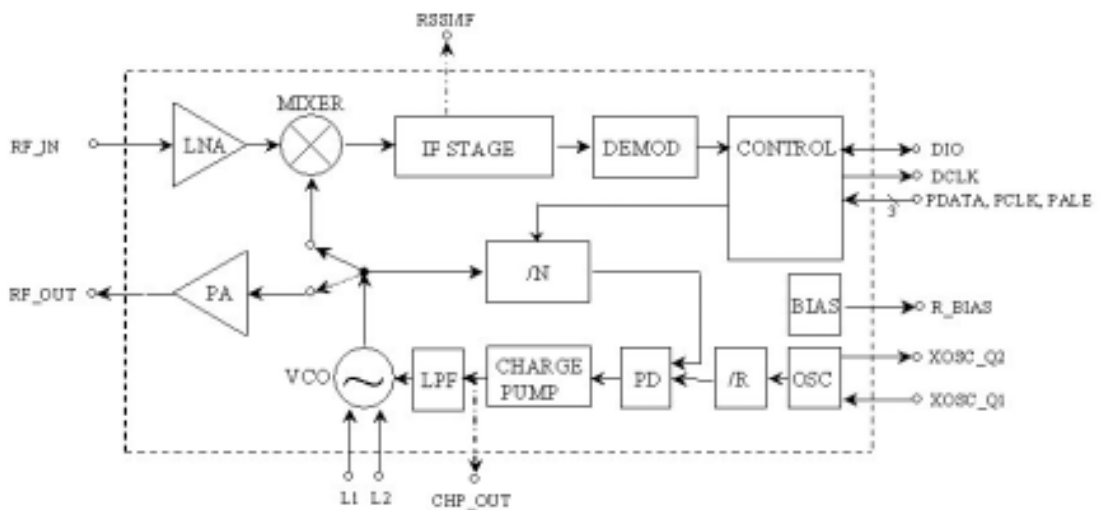 RSSI/IF
MIXER
RF_IN
LNA
IF STAGE
DEMOD
CONTROL
DIO
DCLK
3
PDATA, PCLK, PALE
/N
RF_OUT
PA
BIAS
R_BIAS
VCO
LPF
CHARGE
PUMP
PD
/R
OSC
XOSC_Q2
XOSC_Q1
L1
L2
CHP_OUT